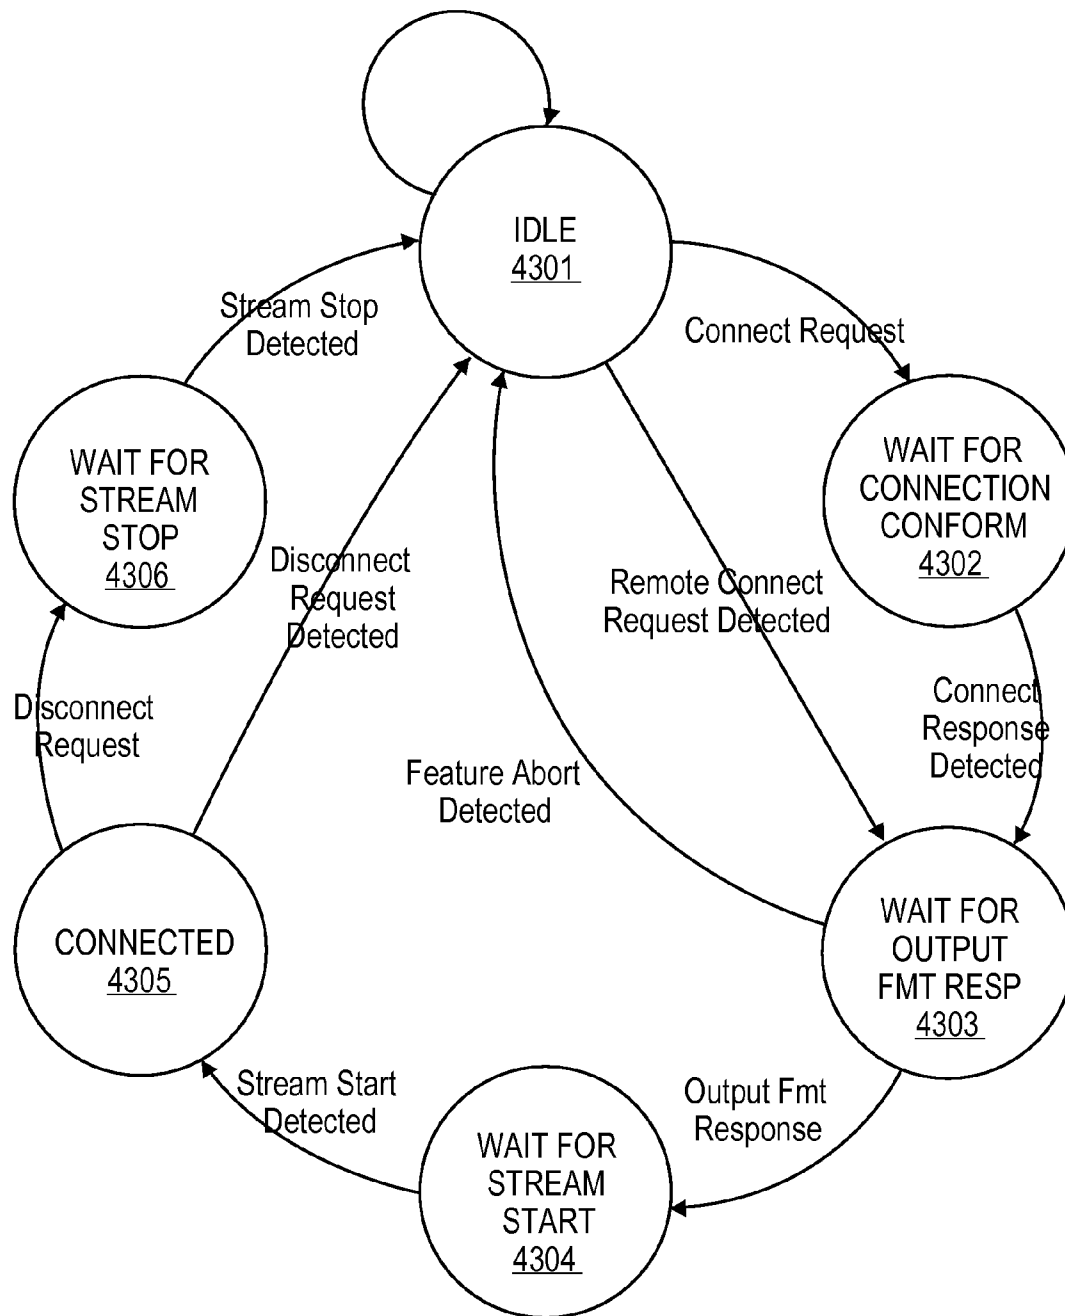 IDLE
4301
Stream Stop
Detected
Connect Request
WAIT FOR
STREAM
STOP
4306
WAIT FOR
CONNECTION
CONFORM
4302
Disconnect
Request
Detected
Remote Connect
Request Detected
Disconnect
Request
Connect
Response
Detected
Feature Abort
Detected
CONNECTED
4305
WAIT FOR
OUTPUT
FMT RESP
4303
Stream Start
Detected
Output Fmt
Response
WAIT FOR
STREAM
START
4304